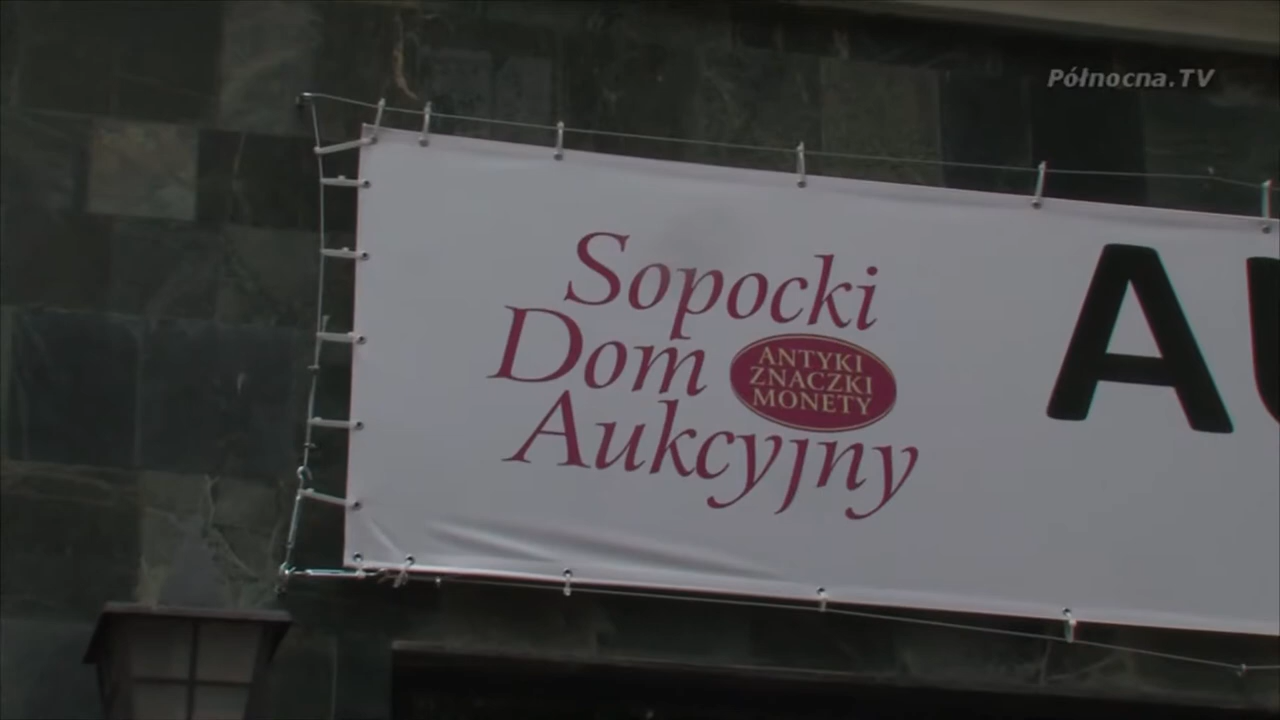 Północna.TV
Sopocki
Dom
ANTYKI
ZNACZKI
MONETY
Aukcyjny